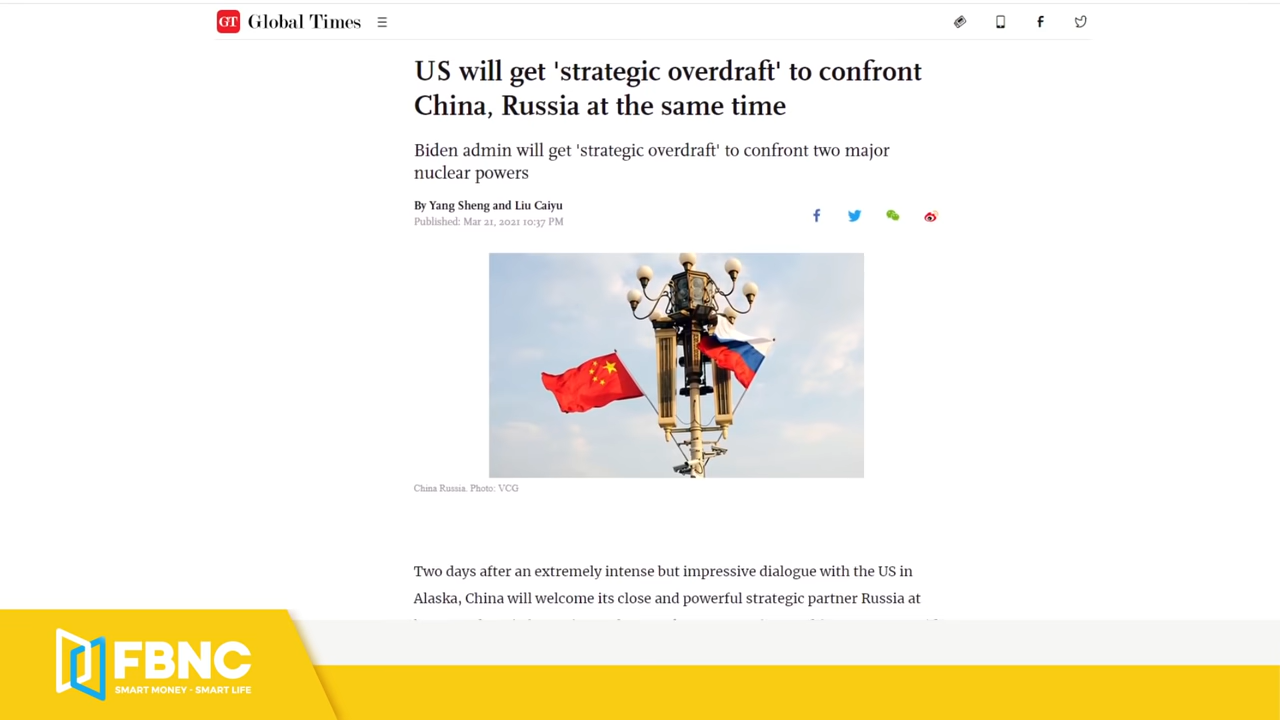 GT Global Times
US will get 'strategic overdraft' to confront
China, Russia at the same time
Biden admin will get 'strategic overdraft' to confront two major
nuclear powers
By Yang Sheng and Liu Caiyu
Published: Mar 21, 2021 10:37 PM
China Russia. Photo: VCG
Two days after an extremely intense but impressive dialogue with the US in
Alaska, China will welcome its close and powerful strategic partner Russia at
FBNC
SMART MONEY - SMART LIFE